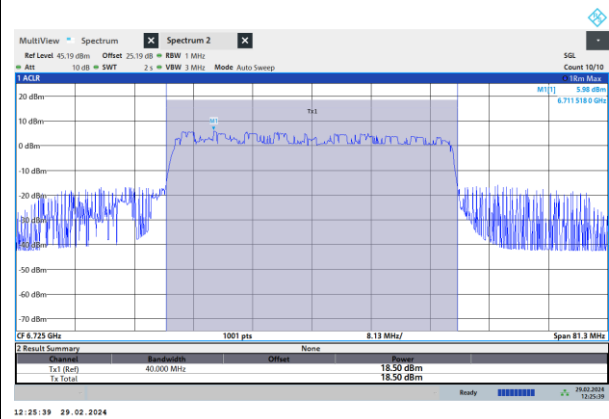 MultiView Spectrum X Spectrum 2 X
Ref Level 45.19 dBm Offset 25.19 dB RBW 1 MHz SGL
Att 10 dB SWT 2 s VBW 3 MHz Mode Auto Sweep Count 10/10
1 ACLR 1Rm Max
M1[1] 5.98 dBm
6.711 518 0 GHz
20 dBm
Tx1
10 dBm
M1
0 dBm
-10 dBm
-20 dBm
-30 dBm
-40 dBm
-50 dBm
-60 dBm
-70 dBm
CF 6.725 GHz 1001 pts 8.13 MHz/ Span 81.3 MHz
2 Result Summary None
Channel Bandwidth Offset Power
Tx1 (Ref) 40.000 MHz 18.50 dBm
Tx Total 18.50 dBm
Ready 29.02.2024
12:25:39
12:25:39 29.02.2024